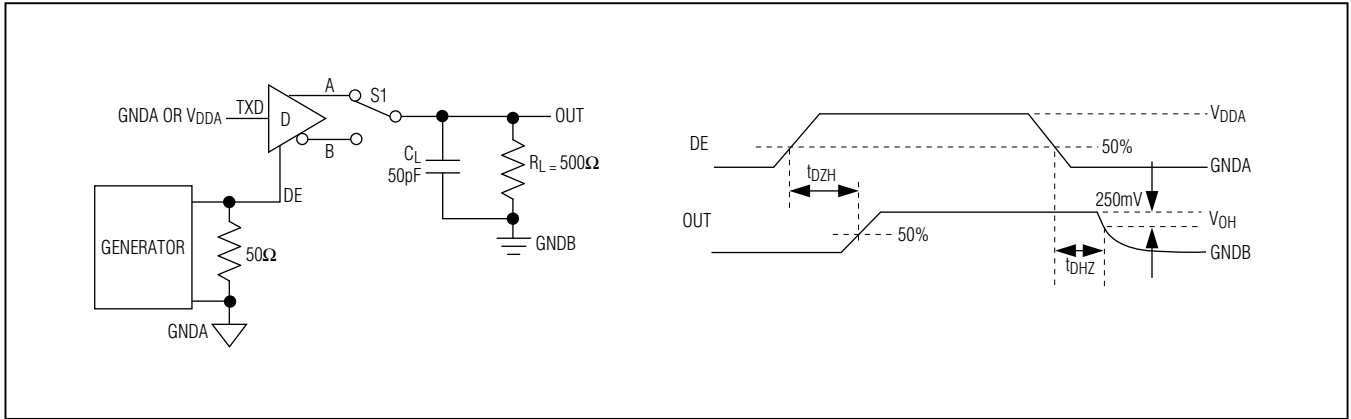 A
S1
GNDA OR VDDA
TXD
D
OUT
B
CL
50pF
RL = 500Ω
DE
GENERATOR
50Ω
GNDB
GNDA
VDDA
DE
50%
GNDA
tDZH
250mV
VOH
OUT
50%
GNDB
tDHZ